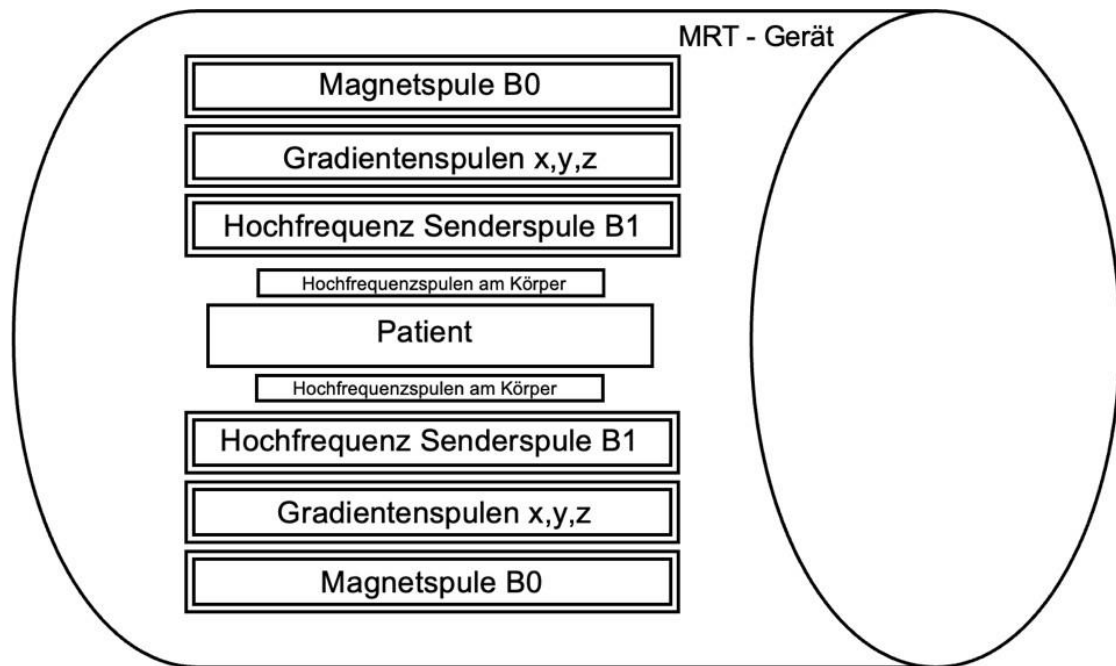 MRT - Gerät
Magnetspule B0
Gradientenspulen x,y,z
Hochfrequenz Senderspule B1
Hochfrequenzspulen am Körper
Patient
Hochfrequenzspulen am Körper
Hochfrequenz Senderspule B1
Gradientenspulen x,y,z
Magnetspule B0